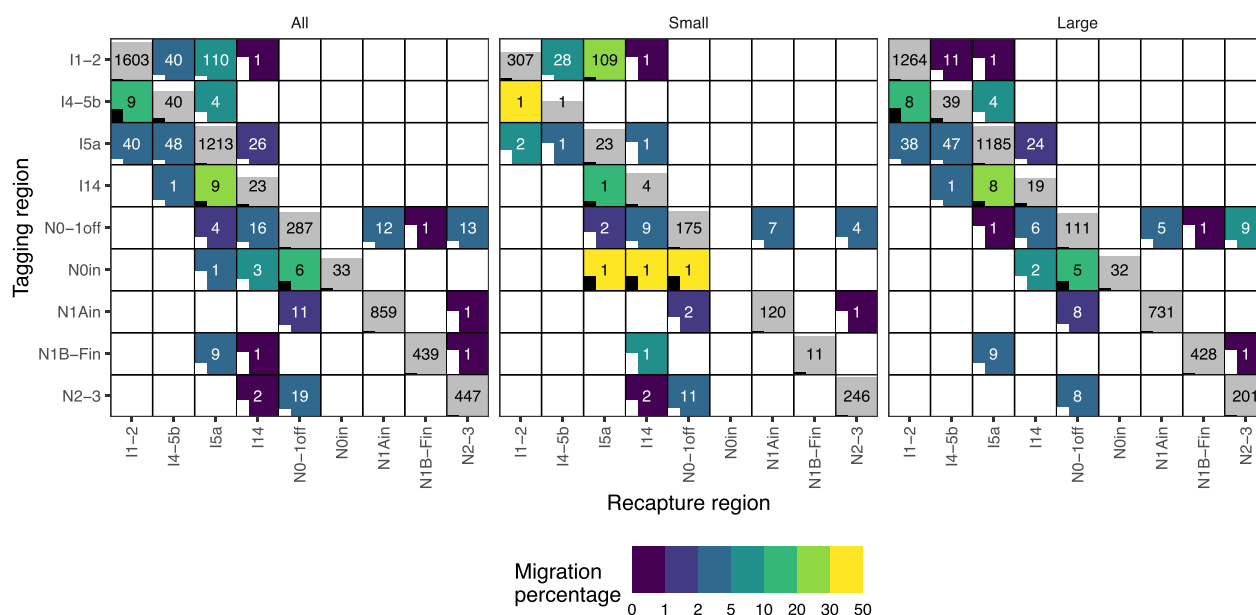 All Small Large
Tagging region
I1−2 1603 40 110 1 307 28 109 1 1264 11 1
I4−5b 9 40 4 1 1 8 39 4
I5a 40 48 1213 26 2 1 23 1 38 47 1185 24
I14 1 9 23 1 4 1 8 19
N0−1off 4 16 287 12 1 13 2 9 175 7 4 1 6 111 5 1 9
N0in 1 3 6 33 1 1 1 2 5 32
N1Ain 11 859 1 2 120 1 8 731
N1B−Fin 9 1 439 1 1 11 9 428 1
N2−3 2 19 447 2 11 246 8 201
I1−2 I4−5b I5a I14 N0−1off N0in N1Ain N1B−Fin N2−3 I1−2 I4−5b I5a I14 N0−1off N0in N1Ain N1B−Fin N2−3 I1−2 I4−5b I5a I14 N0−1off N0in N1Ain N1B−Fin N2−3
Recapture region
Migration
percentage
0 1 2 5 10 20 30 50